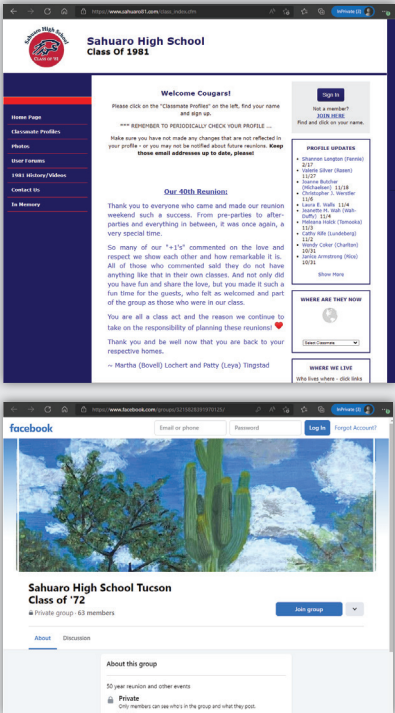 https://www.sahuaro81.com/class_index.cfm
InPrivate (2)
Sahuaro High School
CLASS OF '93
Sahuaro High School
Class Of 1981
Home Page
Classmate Profiles
Photos
User Forums
1981 History/Videos
Contact Us
In Memory
Welcome Cougars!
Please click on the "Classmate Profiles" on the left, find your name
and sign up.
*** REMEMBER TO PERIODICALLY CHECK YOUR PROFILE ...
Make sure you have not made any changes that are not reflected in
your profile - or you may not be notified about future reunions. Keep
those email addresses up to date, please!
Our 40th Reunion:
Thank you to everyone who came and made our reunion
weekend such a success. From pre-parties to after-
parties and everything in between, it was once again, a
very special time.
So many of our "+1's" commented on the love and
respect we show each other and how remarkable it is.
All of those who commented said they do not have
anything like that in their own classes. And not only did
you have fun and share the love, but you made it such a
fun time for the guests, who felt as welcomed and part
of the group as those who were in our class.
You are all a class act and the reason we continue to
take on the responsibility of planning these reunions!
Thank you and be well now that you are back to your
respective homes.
~ Martha (Bovell) Lochert and Patty (Leya) Tingstad
Sign In
Not a member?
JOIN HERE
Find and click on your name.
PROFILE UPDATES
Shannon Langton (Fennie)
2/17
Valerie Silver (Rosen)
11/27
Joanne Butcher
(Michaelsen) 11/18
Christopher J. Wentler
11/6
Laura B. Walls 11/4
Jeanette M. Wah (Wah-
Duffy) 11/4
Meleana Hokk (Tomooka)
11/3
Cathy Rille (Lundeberg)
11/2
Wendy Coker (Charlton)
10/31
Janice Armstrong (Rice)
10/31
Show More
WHERE ARE THEY NOW
Select Classmate
WHERE WE LIVE
Who lives where - click links
https://www.facebook.com/groups/
InPrivate (2)
facebook
Email or phone
Password
Log In
Forgot Account?
Sahuaro High School Tucson
Class of '72
Private group · 63 members
Join group
About
Discussion
About this group
50 year reunion and other events
Private
Only members can see who's in the group and what they post.